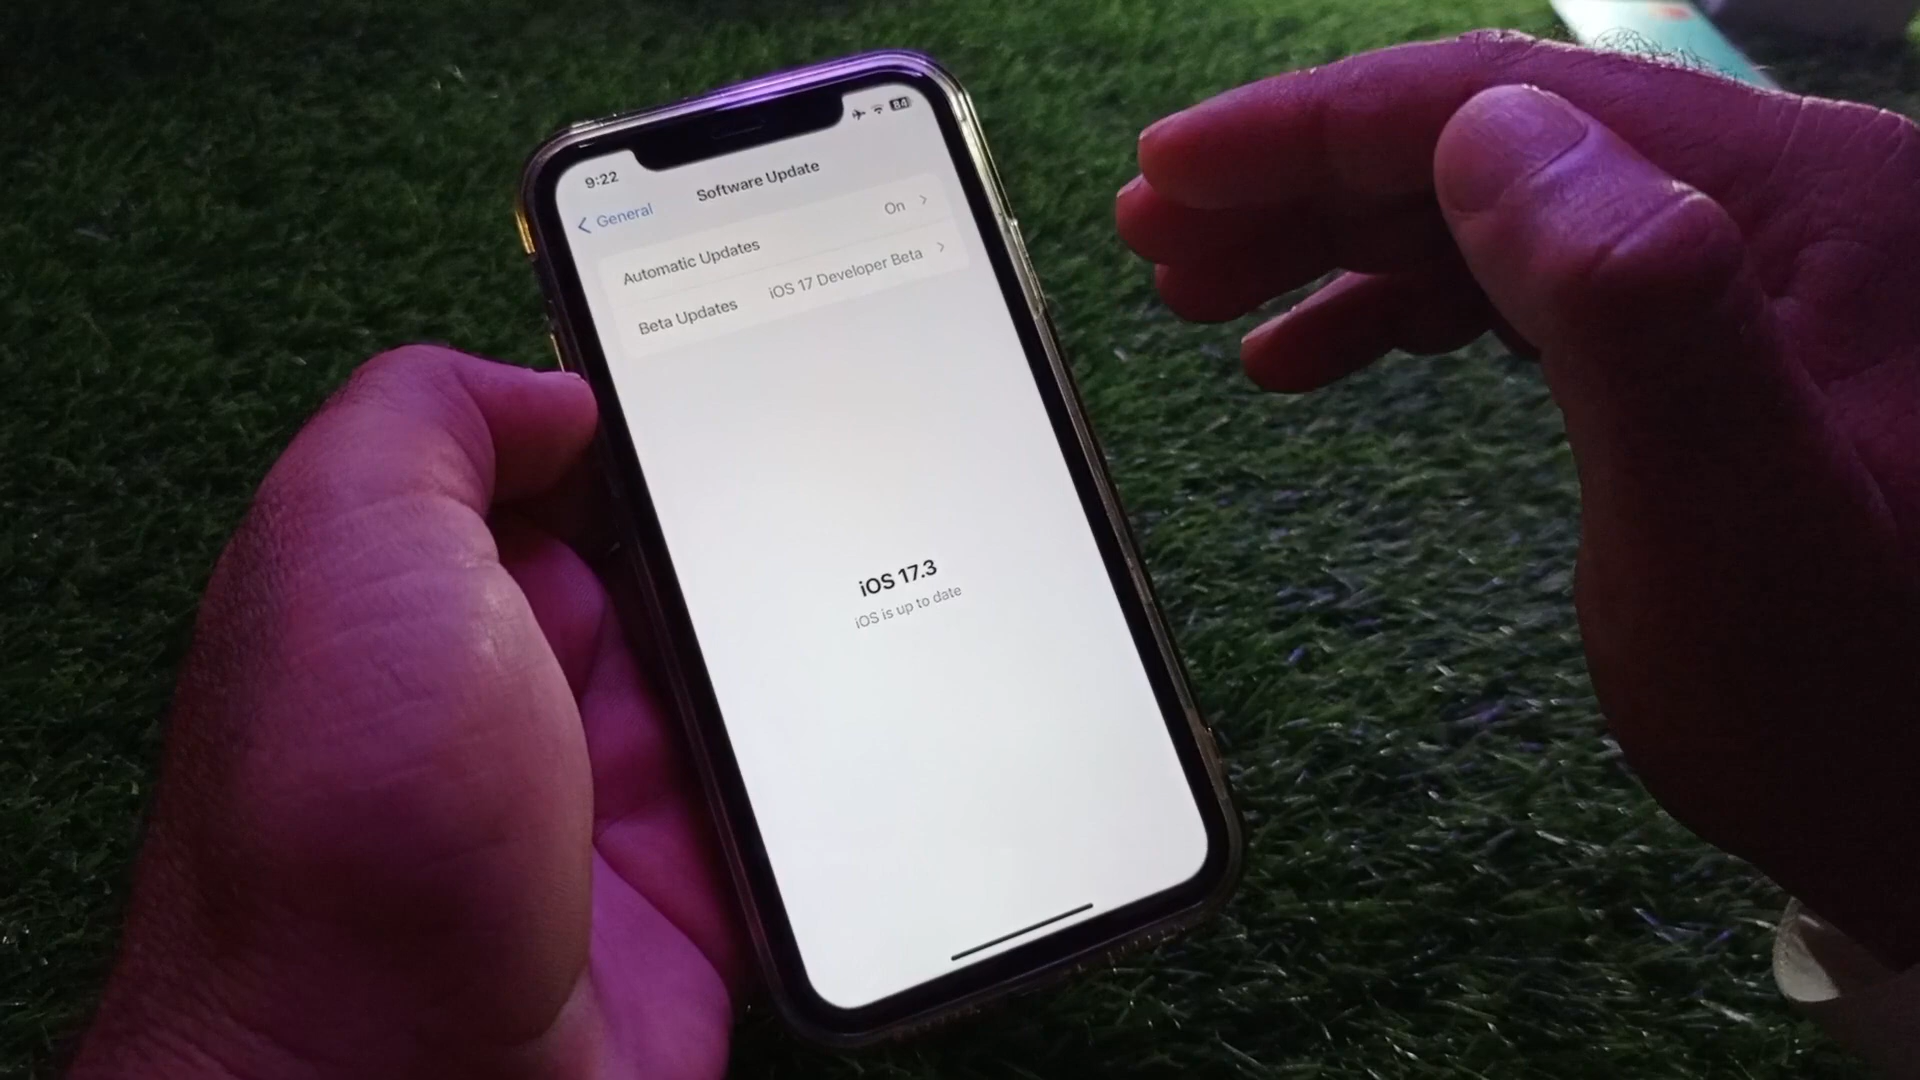 9:22
84
General
Software Update
Automatic Updates
On
Beta Updates
iOS 17 Developer Beta
iOS 17.3
iOS is up to date